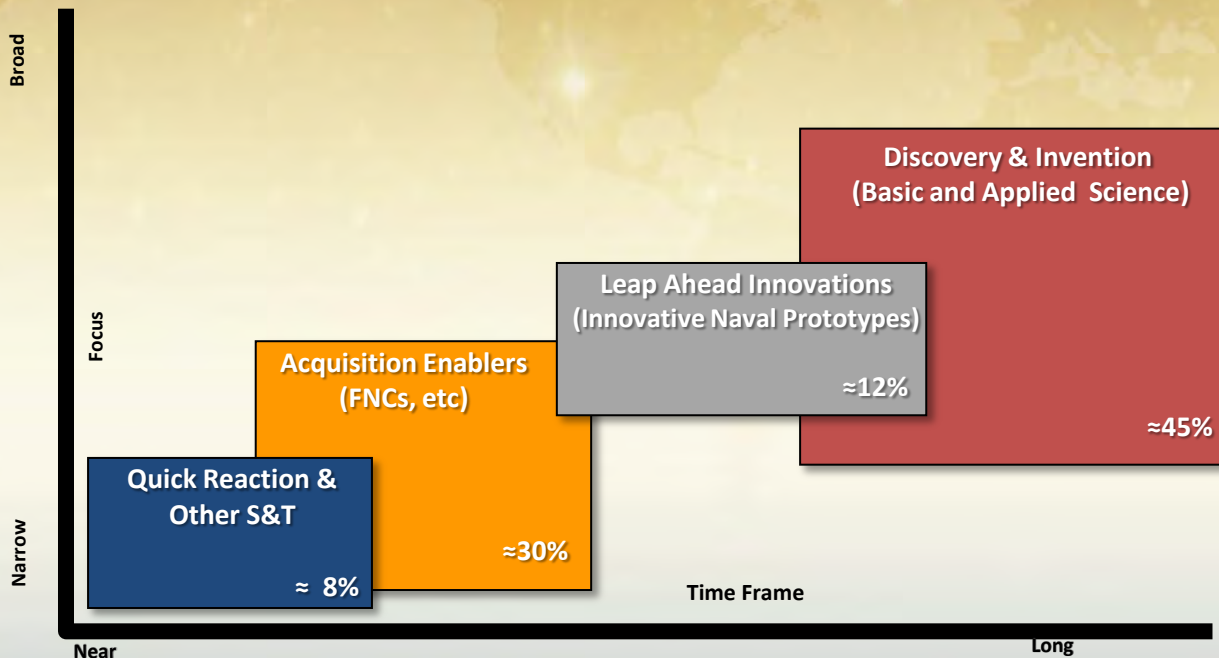 Broad
Discovery & Invention
(Basic and Applied Science)
≈45%
Leap Ahead Innovations
(Innovative Naval Prototypes)
≈12%
Focus
Acquisition Enablers
(FNCs, etc)
≈30%
Quick Reaction &
Other S&T
≈ 8%
Narrow
Time Frame
Near
Long